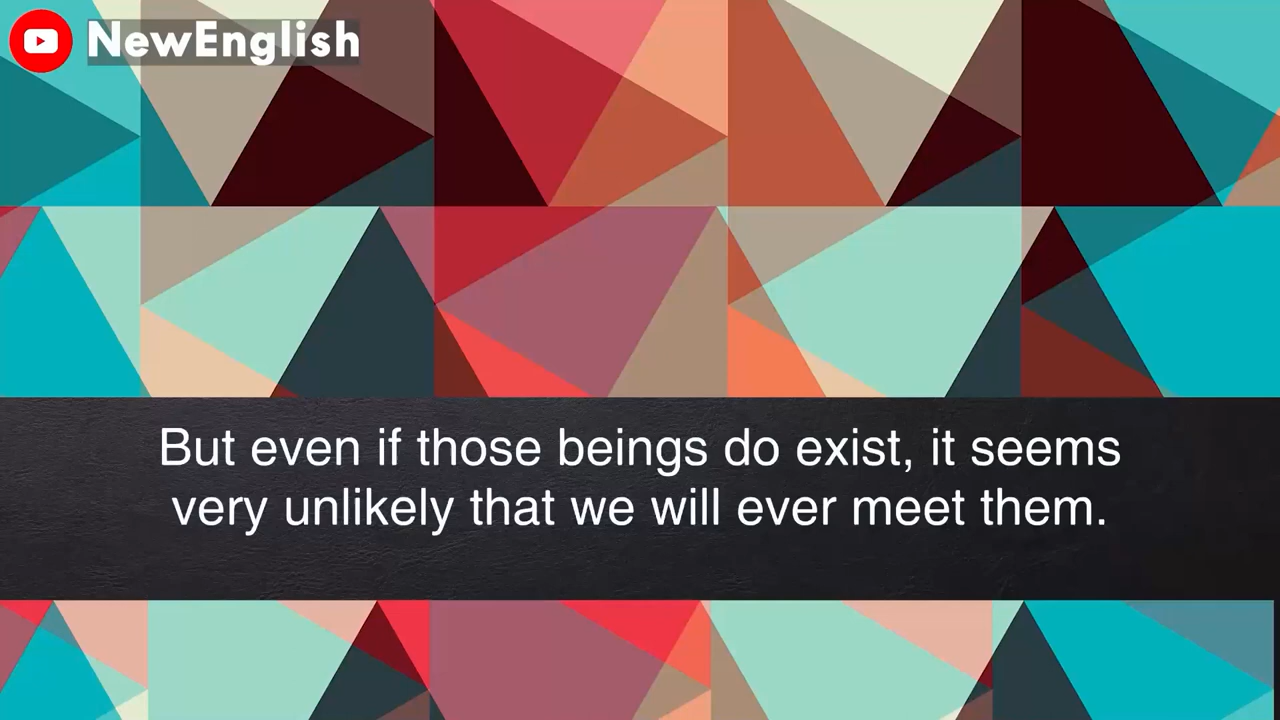 NewEnglish
But even if those beings do exist, it seems
very unlikely that we will ever meet them.